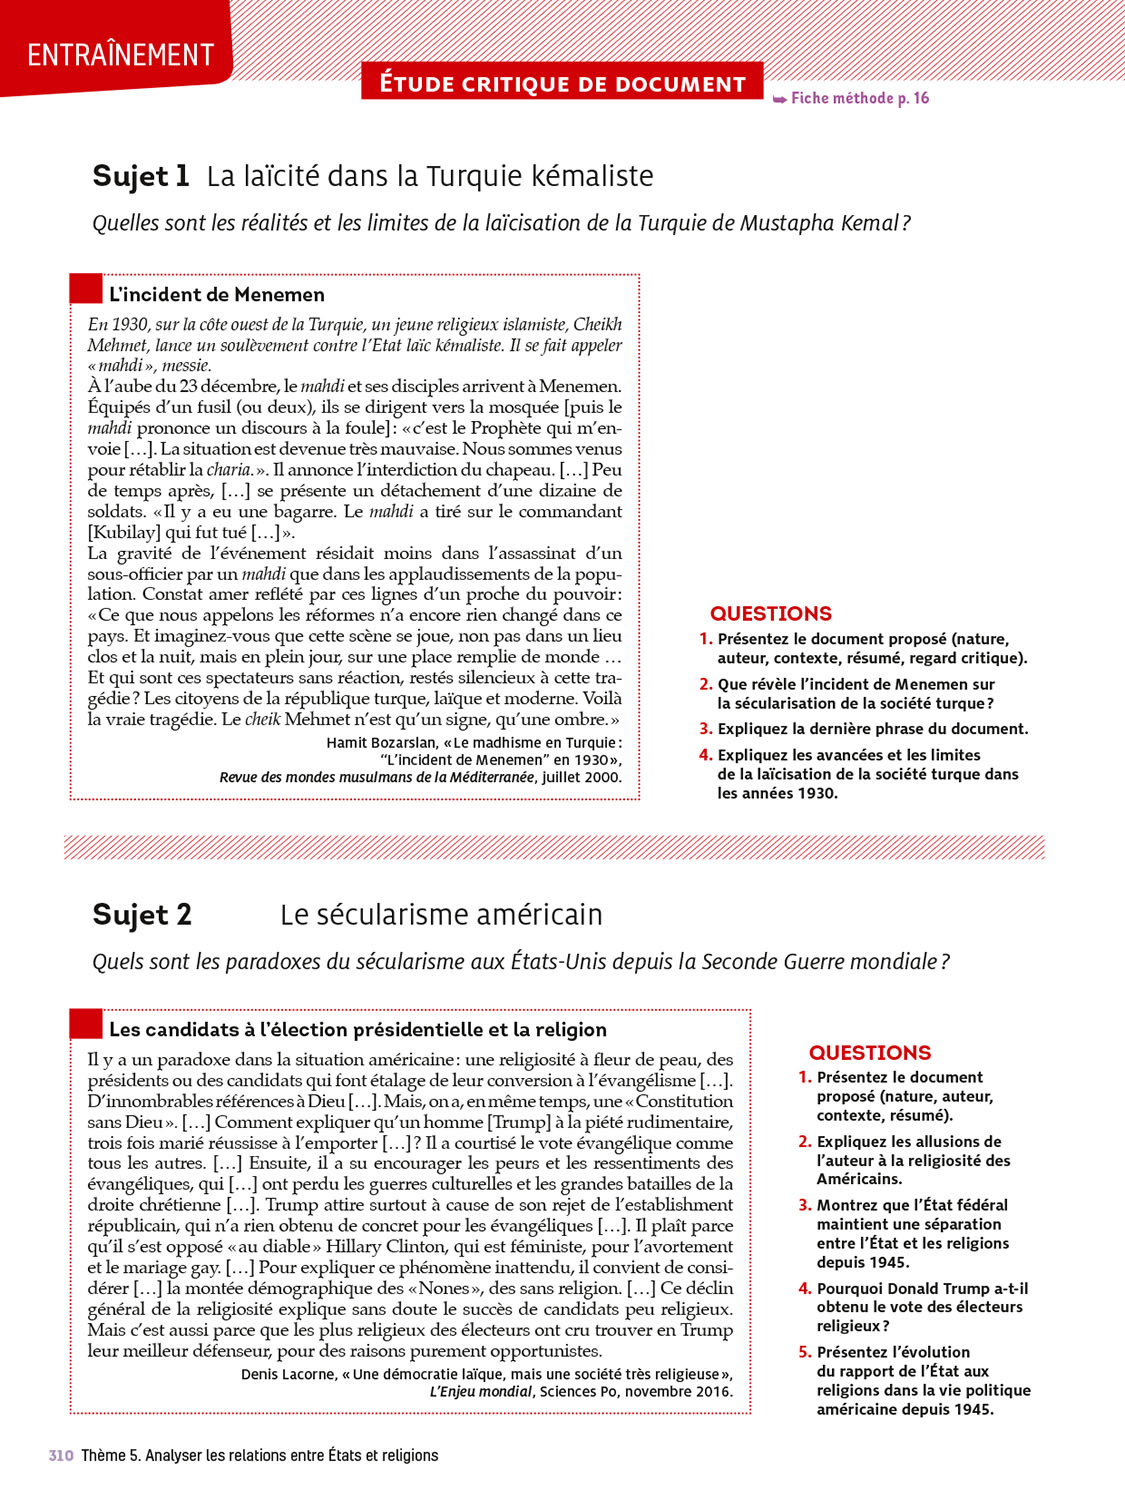 ENTRAÎNEMENT
ÉTUDE CRITIQUE DE DOCUMENT
➥ Fiche méthode p. 16
Sujet 1 La laïcité dans la Turquie kémaliste
Quelles sont les réalités et les limites de la laïcisation de la Turquie de Mustapha Kemal ?
L'incident de Menemen
En 1930, sur la côte ouest de la Turquie, un jeune religieux islamiste, Cheikh
Mehmet, lance un soulèvement contre l'Etat laïc kémaliste. Il se fait appeler
« mahdi », messie.
À l'aube du 23 décembre, le mahdi et ses disciples arrivent à Menemen.
Équipés d'un fusil (ou deux), ils se dirigent vers la mosquée [puis le
mahdi prononce un discours à la foule] : « c'est le Prophète qui m'en-
voie […]. La situation est devenue très mauvaise. Nous sommes venus
pour rétablir la charia. ». Il annonce l'interdiction du chapeau. […] Peu
de temps après, […] se présente un détachement d'une dizaine de
soldats. « Il y a eu une bagarre. Le mahdi a tiré sur le commandant
[Kubilay] qui fut tué […] ».
La gravité de l'événement résidait moins dans l'assassinat d'un
sous-officier par un mahdi que dans les applaudissements de la popu-
lation. Constat amer reflété par ces lignes d'un proche du pouvoir :
« Ce que nous appelons les réformes n'a encore rien changé dans ce
pays. Et imaginez-vous que cette scène se joue, non pas dans un lieu
clos et la nuit, mais en plein jour, sur une place remplie de monde …
Et qui sont ces spectateurs sans réaction, restés silencieux à cette tra-
gédie ? Les citoyens de la république turque, laïque et moderne. Voilà
la vraie tragédie. Le cheik Mehmet n'est qu'un signe, qu'une ombre. »
Hamit Bozarslan, « Le madhisme en Turquie :
"L'incident de Menemen" en 1930 »,
Revue des mondes musulmans de la Méditerranée, juillet 2000.
QUESTIONS
1. Présentez le document proposé (nature,
auteur, contexte, résumé, regard critique).
2. Que révèle l'incident de Menemen sur
la sécularisation de la société turque ?
3. Expliquez la dernière phrase du document.
4. Expliquez les avancées et les limites
de la laïcisation de la société turque dans
les années 1930.
Sujet 2 Le sécularisme américain
Quels sont les paradoxes du sécularisme aux États-Unis depuis la Seconde Guerre mondiale ?
Les candidats à l'élection présidentielle et la religion
Il y a un paradoxe dans la situation américaine : une religiosité à fleur de peau, des
présidents ou des candidats qui font étalage de leur conversion à l'évangélisme […].
D'innombrables références à Dieu […]. Mais, on a, en même temps, une « Constitution
sans Dieu ». […] Comment expliquer qu'un homme [Trump] à la piété rudimentaire,
trois fois marié réussisse à l'emporter […] ? Il a courtisé le vote évangélique comme
tous les autres. […] Ensuite, il a su encourager les peurs et les ressentiments des
évangéliques, qui […] ont perdu les guerres culturelles et les grandes batailles de la
droite chrétienne […]. Trump attire surtout à cause de son rejet de l'establishment
républicain, qui n'a rien obtenu de concret pour les évangéliques […]. Il plaît parce
qu'il s'est opposé « au diable » Hillary Clinton, qui est féministe, pour l'avortement
et le mariage gay. […] Pour expliquer ce phénomène inattendu, il convient de consi-
dérer […] la montée démographique des « Nones », des sans religion. […] Ce déclin
général de la religiosité explique sans doute le succès de candidats peu religieux.
Mais c'est aussi parce que les plus religieux des électeurs ont cru trouver en Trump
leur meilleur défenseur, pour des raisons purement opportunistes.
Denis Lacorne, « Une démocratie laïque, mais une société très religieuse »,
L'Enjeu mondial, Sciences Po, novembre 2016.
QUESTIONS
1. Présentez le document
proposé (nature, auteur,
contexte, résumé).
2. Expliquez les allusions de
l'auteur à la religiosité des
Américains.
3. Montrez que l'État fédéral
maintient une séparation
entre l'État et les religions
depuis 1945.
4. Pourquoi Donald Trump a-t-il
obtenu le vote des électeurs
religieux ?
5. Présentez l'évolution
du rapport de l'État aux
religions dans la vie politique
américaine depuis 1945.
310 Thème 5. Analyser les relations entre États et religions